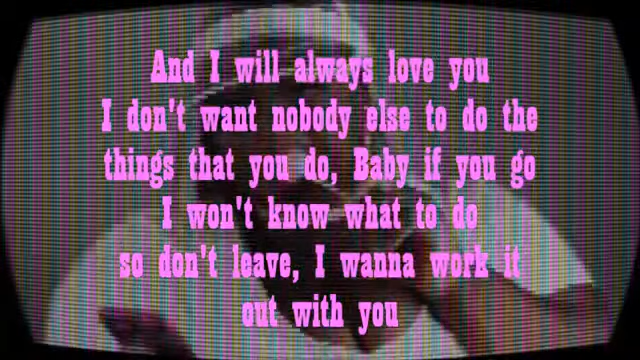 And I will always love you
I don't want nobody else to do the
things that you do, Baby if you go
I won't know what to do
so don't leave, I wanna work it
out with you